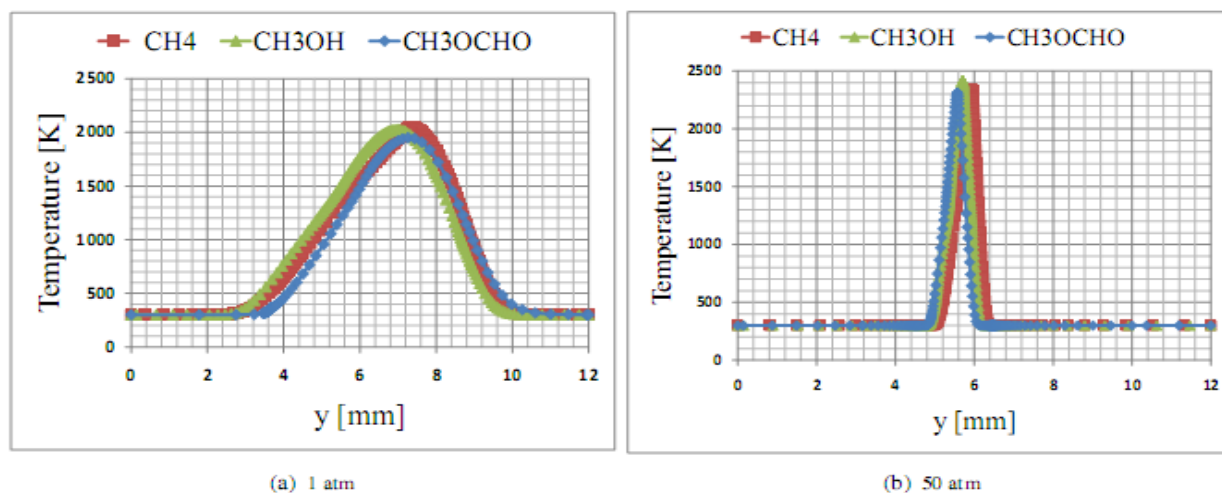 CH4 CH3OH CH3OCHO
2500
2000
1500
1000
500
0
0 2 4 6 8 10 12
Temperature [K]
y [mm]
(a) 1 atm
CH4 CH3OH CH3OCHO
2500
2000
1500
1000
500
0
0 2 4 6 8 10 12
Temperature [K]
y [mm]
(b) 50 atm